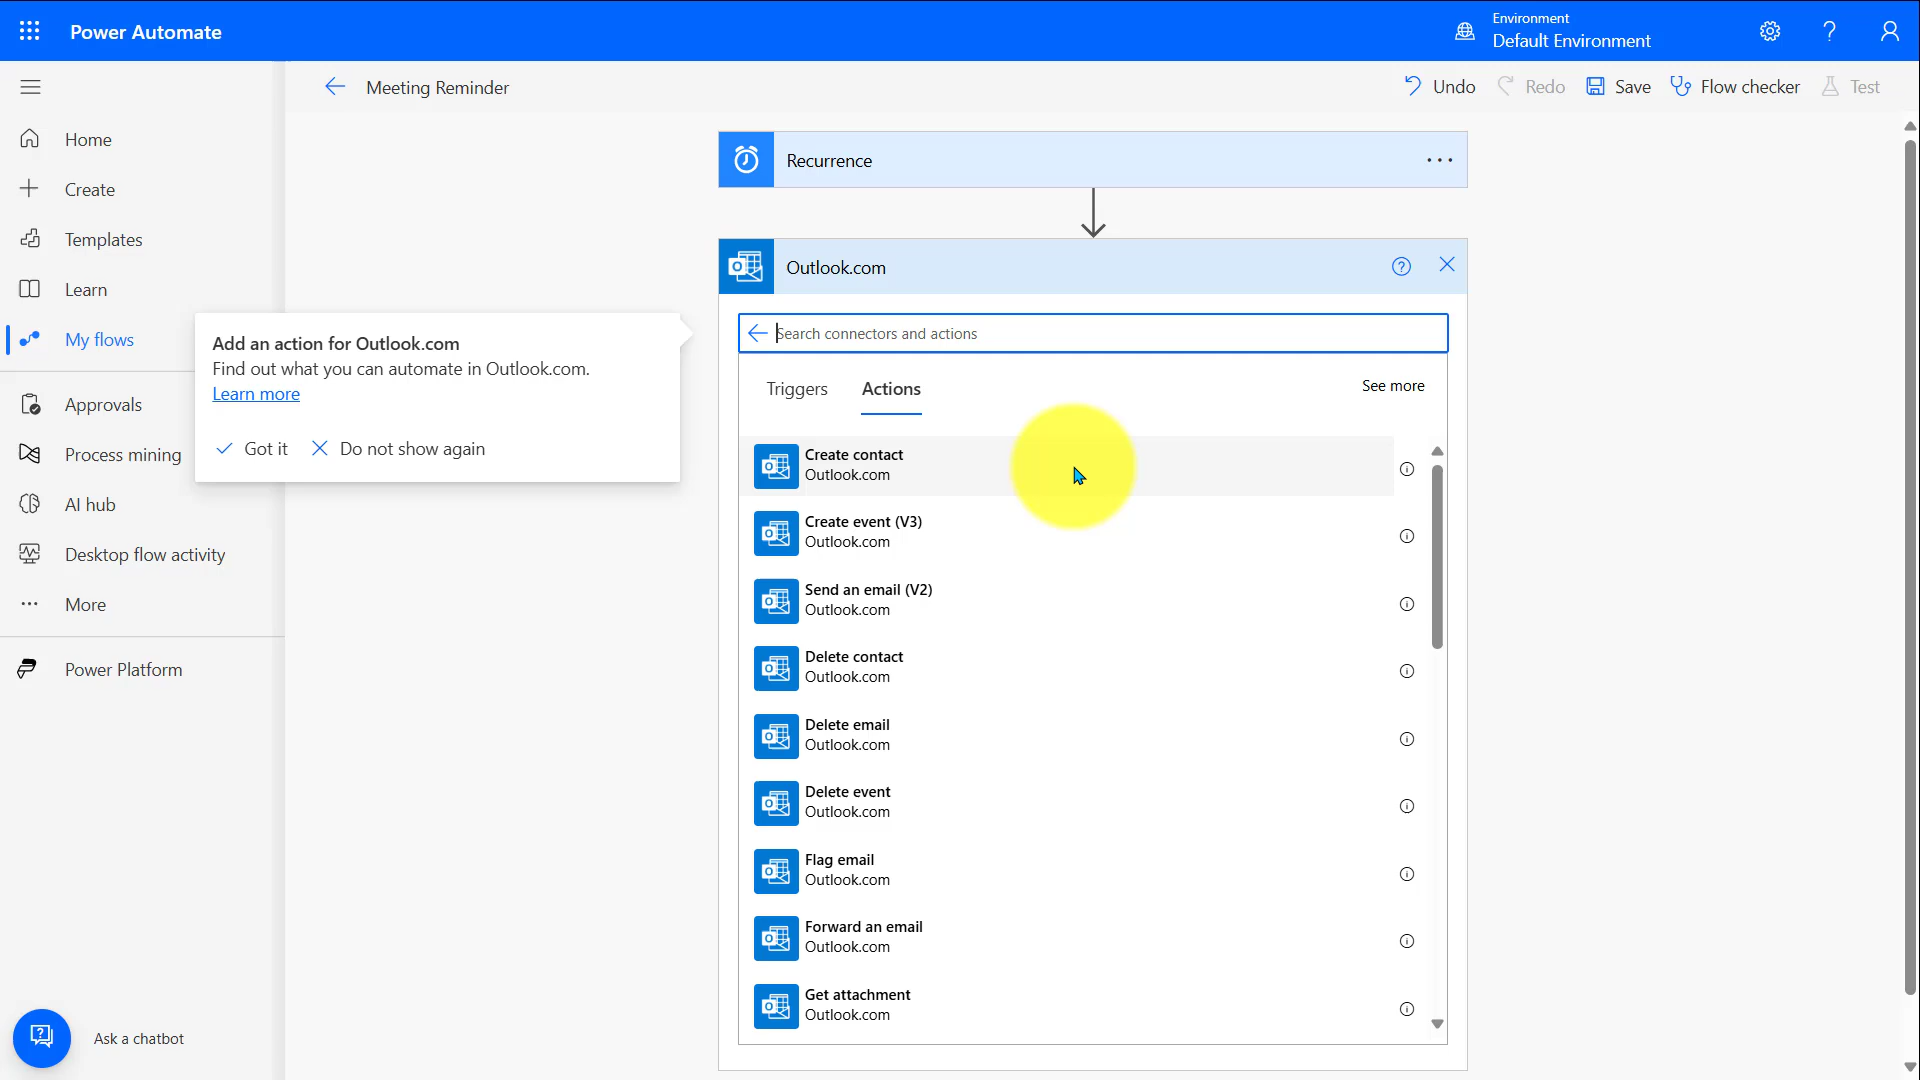 Power Automate
Environment
Default Environment
?
Meeting Reminder
Undo
Redo
Save
Flow checker
Test
Home
Create
Templates
Learn
My flows
Approvals
Process mining
AI hub
Desktop flow activity
More
Power Platform
Ask a chatbot
Add an action for Outlook.com
Find out what you can automate in Outlook.com.
Learn more
Got it
Do not show again
Recurrence
Outlook.com
Search connectors and actions
Triggers
Actions
See more
Create contact
Outlook.com
Create event (V3)
Outlook.com
Send an email (V2)
Outlook.com
Delete contact
Outlook.com
Delete email
Outlook.com
Delete event
Outlook.com
Flag email
Outlook.com
Forward an email
Outlook.com
Get attachment
Outlook.com